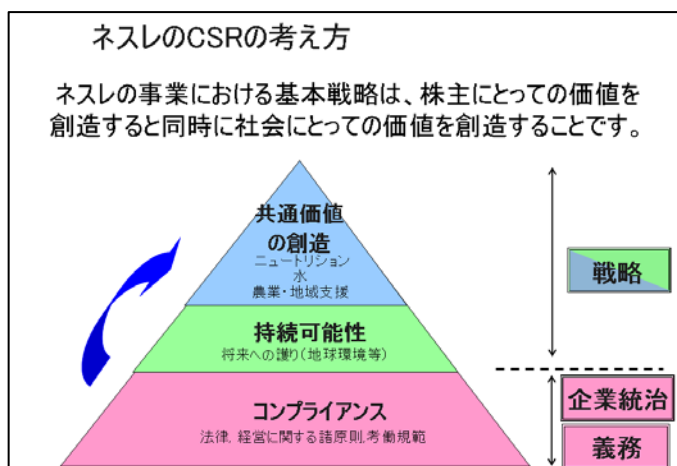 ネスレのCSRの考え方
ネスレの事業における基本戦略は、株主にとっての価値を
創造すると同時に社会にとっての価値を創造することです。
共通価値
の創造
ニュートリション
水
農業・地域支援
戦略
持続可能性
将来への護り(地球環境等)
コンプライアンス
法律, 経営に関する諸原則,考働規範
企業統治
義務